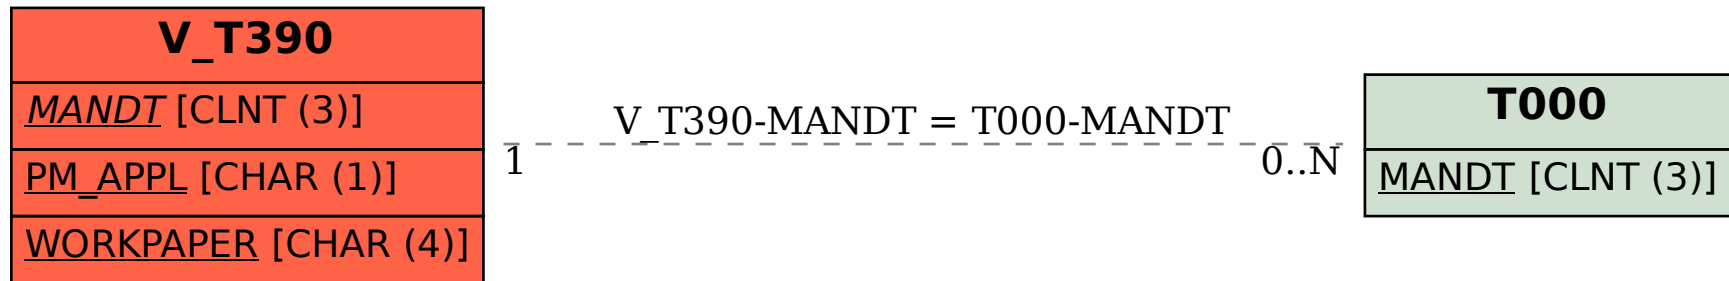 V_T390
MANDT [CLNT (3)]
PM_APPL [CHAR (1)]
WORKPAPER [CHAR (4)]
V_T390-MANDT = T000-MANDT
1
0..N
T000
MANDT [CLNT (3)]